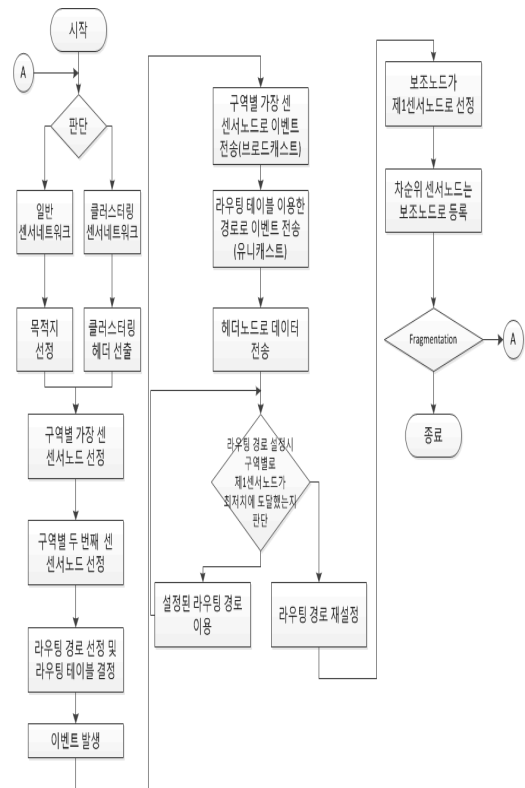 시작
A
판단
일반
센서네트워크
클러스터링
센서네트워크
목적지
선정
클러스터링
헤더 선출
구역별 가장 센
센서노드 선정
구역별 두 번째 센
센서노드 선정
라우팅 경로 선정 및
라우팅 테이블 결정
이벤트 발생
구역별 가장 센
센서노드로 이벤트
전송(브로드캐스트)
라우팅 테이블 이용한
경로로 이벤트 전송
(유니캐스트)
헤더노드로 데이터
전송
라우팅 경로 설정시
구역별로
제1센서노드가
최저치에 도달했는지
판단
설정된 라우팅 경로
이용
라우팅 경로 재설정
보조노드가
제1센서노드로 선정
차순위 센서노드는
보조노드로 등록
Fragmentation
A
종료